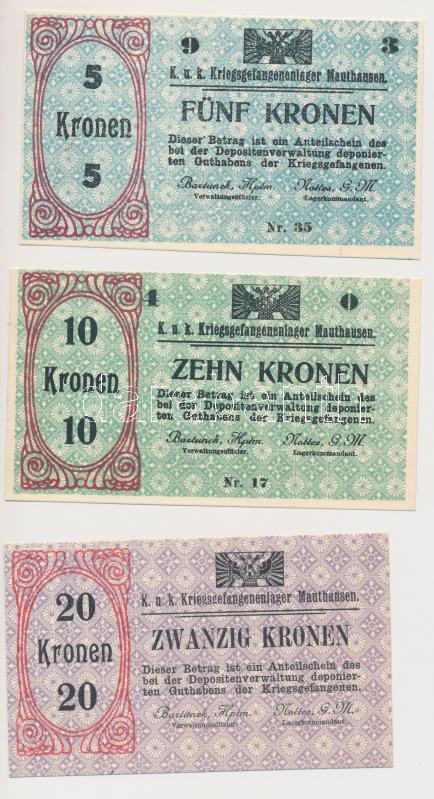 9 3
5
Kronen
5
K. u. k. Kriegsgefangenenlager Mauthausen.
FÜNF KRONEN
Dieser Betrag ist ein Anteilschein des
bei der Depositenverwaltung deponier-
ten Guthabens der Kriegsgefangenen.
Bartunek, Hptm. Nottes, G. M.
Verwaltungsoffizier. Lagerkommandant.
Nr. 35
1 0
10
Kronen
10
K. u. k. Kriegsgefangenenlager Mauthausen.
ZEHN KRONEN
Dieser Betrag ist ein Anteilschein des
bei der Depositenverwaltung deponier-
ten Guthabens der Kriegsgefangenen.
Bartunek, Hptm. Nottes, G. M.
Verwaltungsoffizier. Lagerkommandant.
Nr. 17
20
Kronen
20
K. u. k. Kriegsgefangenenlager Mauthausen.
ZWANZIG KRONEN
Dieser Betrag ist ein Anteilschein des
bei der Depositenverwaltung deponier-
ten Guthabens der Kriegsgefangenen.
Bartunek, Hptm. Nottes, G. M.
Verwaltungsoffizier. Lagerkommandant.